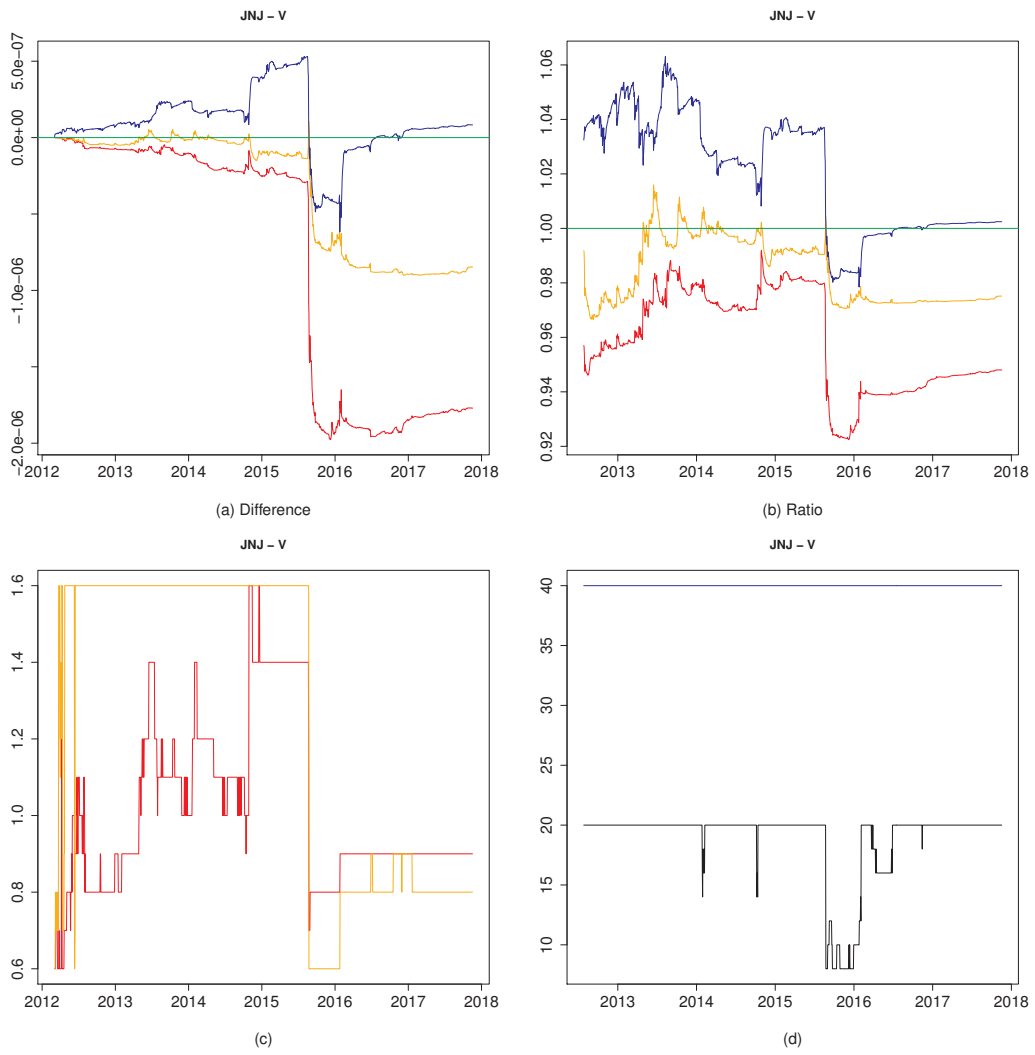 JNJ − V
5.0e−07
0.0e+00
−1.0e−06
−2.0e−06
2012 2013 2014 2015 2016 2017 2018
(a) Difference
JNJ − V
1.06
1.04
1.02
1.00
0.98
0.96
0.94
0.92
2013 2014 2015 2016 2017 2018
(b) Ratio
JNJ − V
1.6
1.4
1.2
1.0
0.8
0.6
2012 2013 2014 2015 2016 2017 2018
(c)
JNJ − V
40
35
30
25
20
15
10
2013 2014 2015 2016 2017 2018
(d)